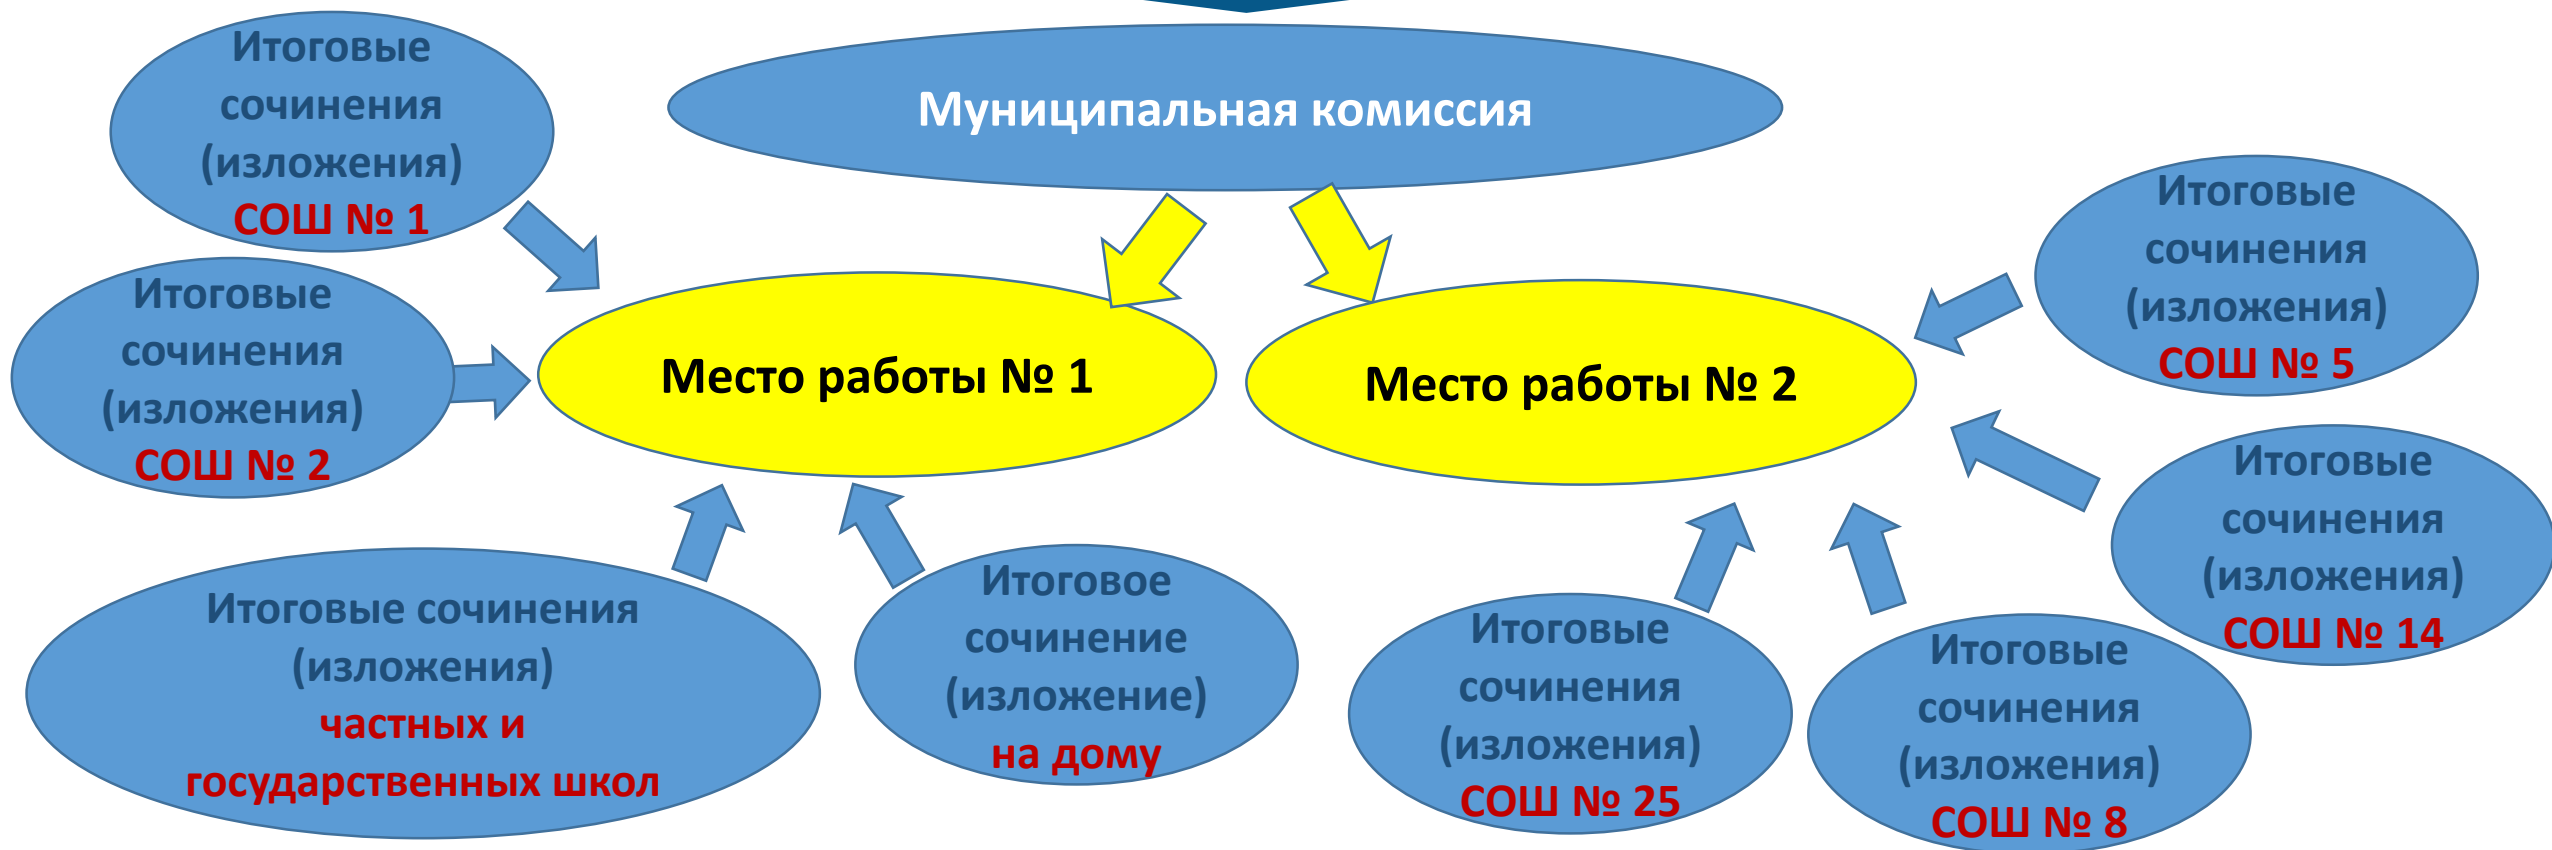 Итоговые
сочинения
(изложения)
СОШ № 1
Муниципальная комиссия
Итоговые
сочинения
(изложения)
СОШ № 5
Итоговые
сочинения
(изложения)
СОШ № 2
Место работы № 1
Место работы № 2
Итоговые
сочинения
(изложения)
СОШ № 14
Итоговые сочинения
(изложения)
частных и
государственных школ
Итоговое
сочинение
(изложение)
на дому
Итоговые
сочинения
(изложения)
СОШ № 25
Итоговые
сочинения
(изложения)
СОШ № 8